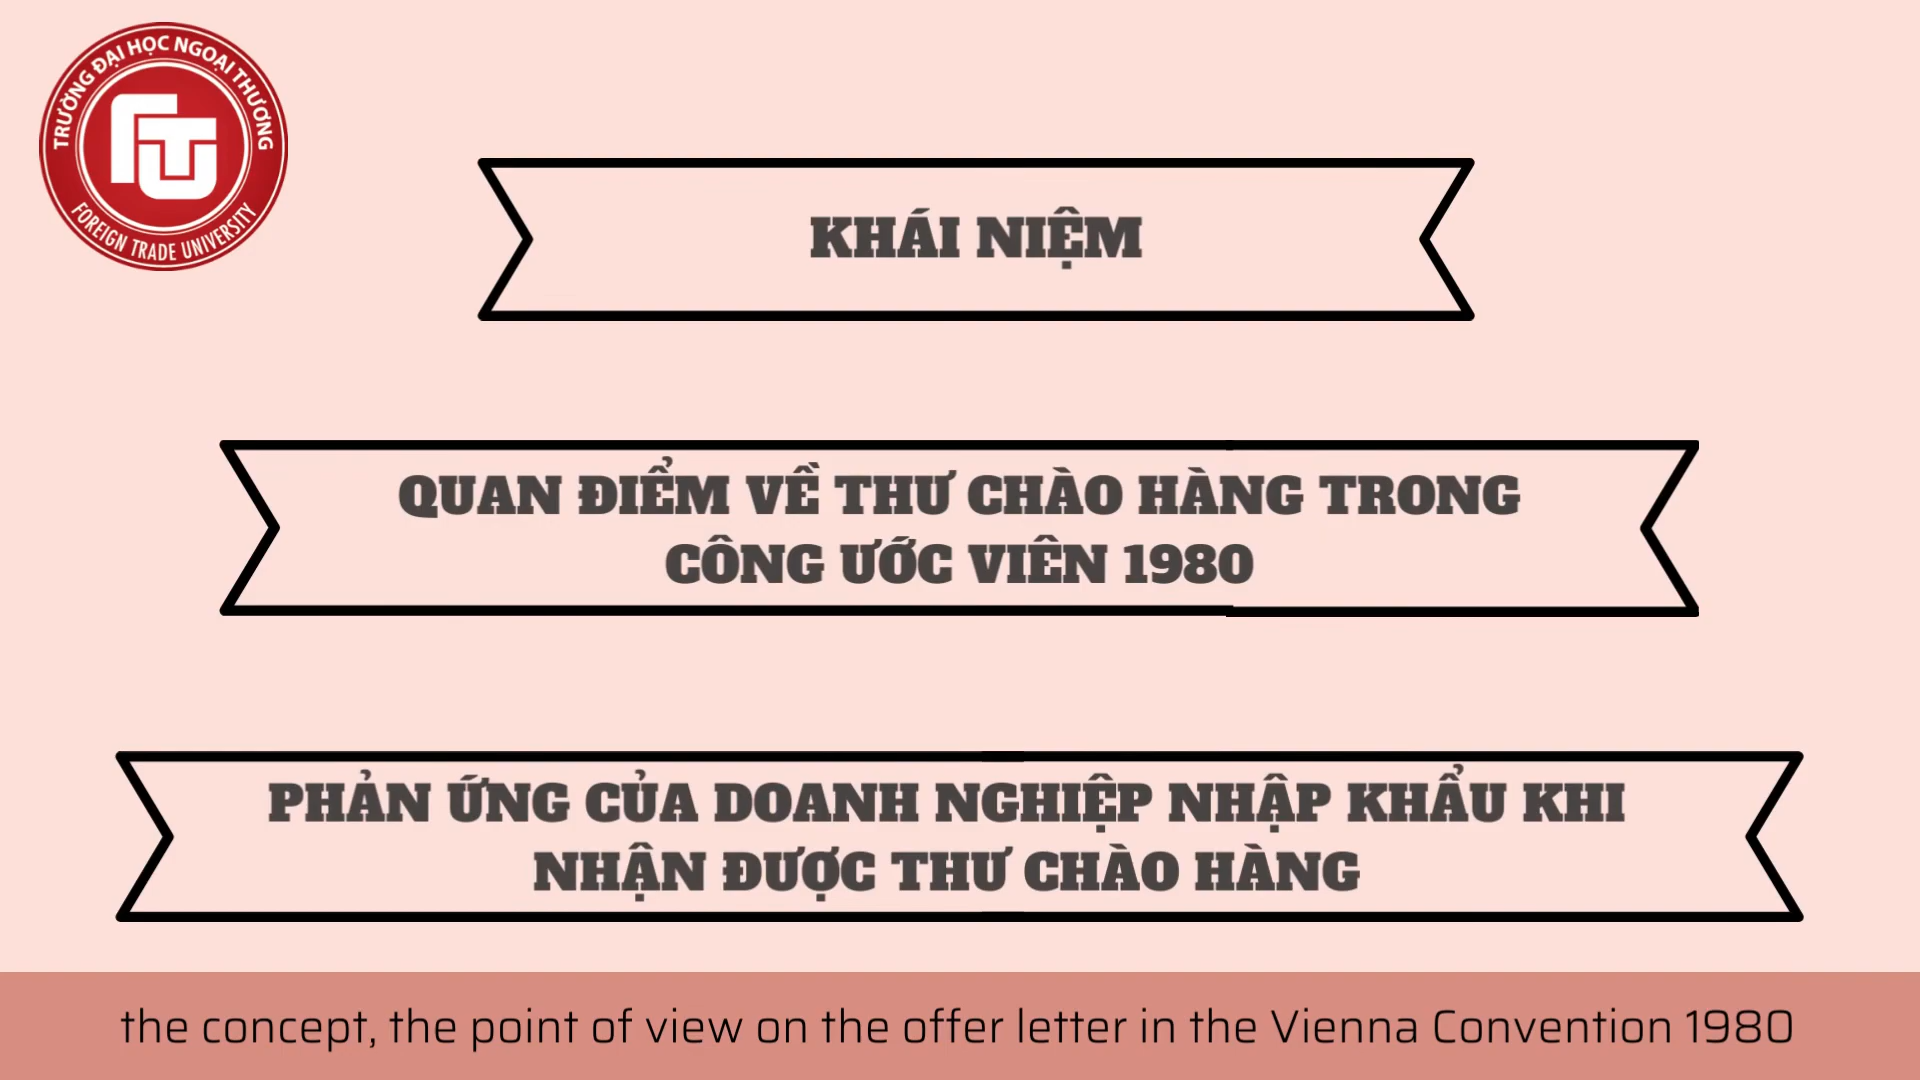 TRƯỜNG ĐẠI HỌC NGOẠI THƯƠNG
FTU
FOREIGN TRADE UNIVERSITY
KHÁI NIỆM
QUAN ĐIỂM VỀ THƯ CHÀO HÀNG TRONG
CÔNG ƯỚC VIÊN 1980
PHẢN ỨNG CỦA DOANH NGHIỆP NHẬP KHẨU KHI
NHẬN ĐƯỢC THƯ CHÀO HÀNG
the concept, the point of view on the offer letter in the Vienna Convention 1980